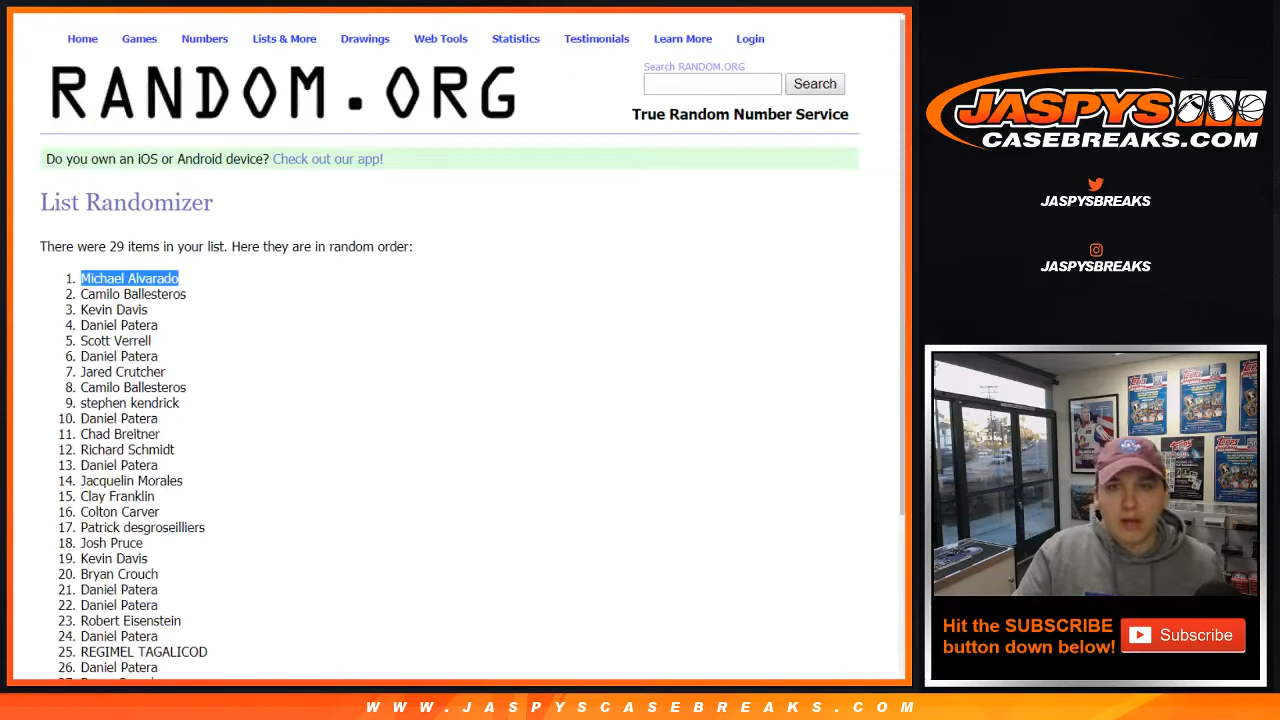 Home Games Numbers Lists & More Drawings Web Tools Statistics Testimonials Learn More Login
RANDOM.ORG
Search RANDOM.ORG
Search
True Random Number Service
Do you own an iOS or Android device? Check out our app!
List Randomizer
There were 29 items in your list. Here they are in random order:
1. Michael Alvarado
2. Camilo Ballesteros
3. Kevin Davis
4. Daniel Patera
5. Scott Verrell
6. Daniel Patera
7. Jared Crutcher
8. Camilo Ballesteros
9. stephen kendrick
10. Daniel Patera
11. Chad Breitner
12. Richard Schmidt
13. Daniel Patera
14. Jacquelin Morales
15. Clay Franklin
16. Colton Carver
17. Patrick desgroseilliers
18. Josh Pruce
19. Kevin Davis
20. Bryan Crouch
21. Daniel Patera
22. Daniel Patera
23. Robert Eisenstein
24. Daniel Patera
25. REGIMEL TAGALICOD
26. Daniel Patera
JASPYS
CASEBREAKS.COM
JASPYSBREAKS
JASPYSBREAKS
Topps
Topps
Hit the SUBSCRIBE
button down below!
Subscribe
WWW.JASPYSCASEBREAKS.COM